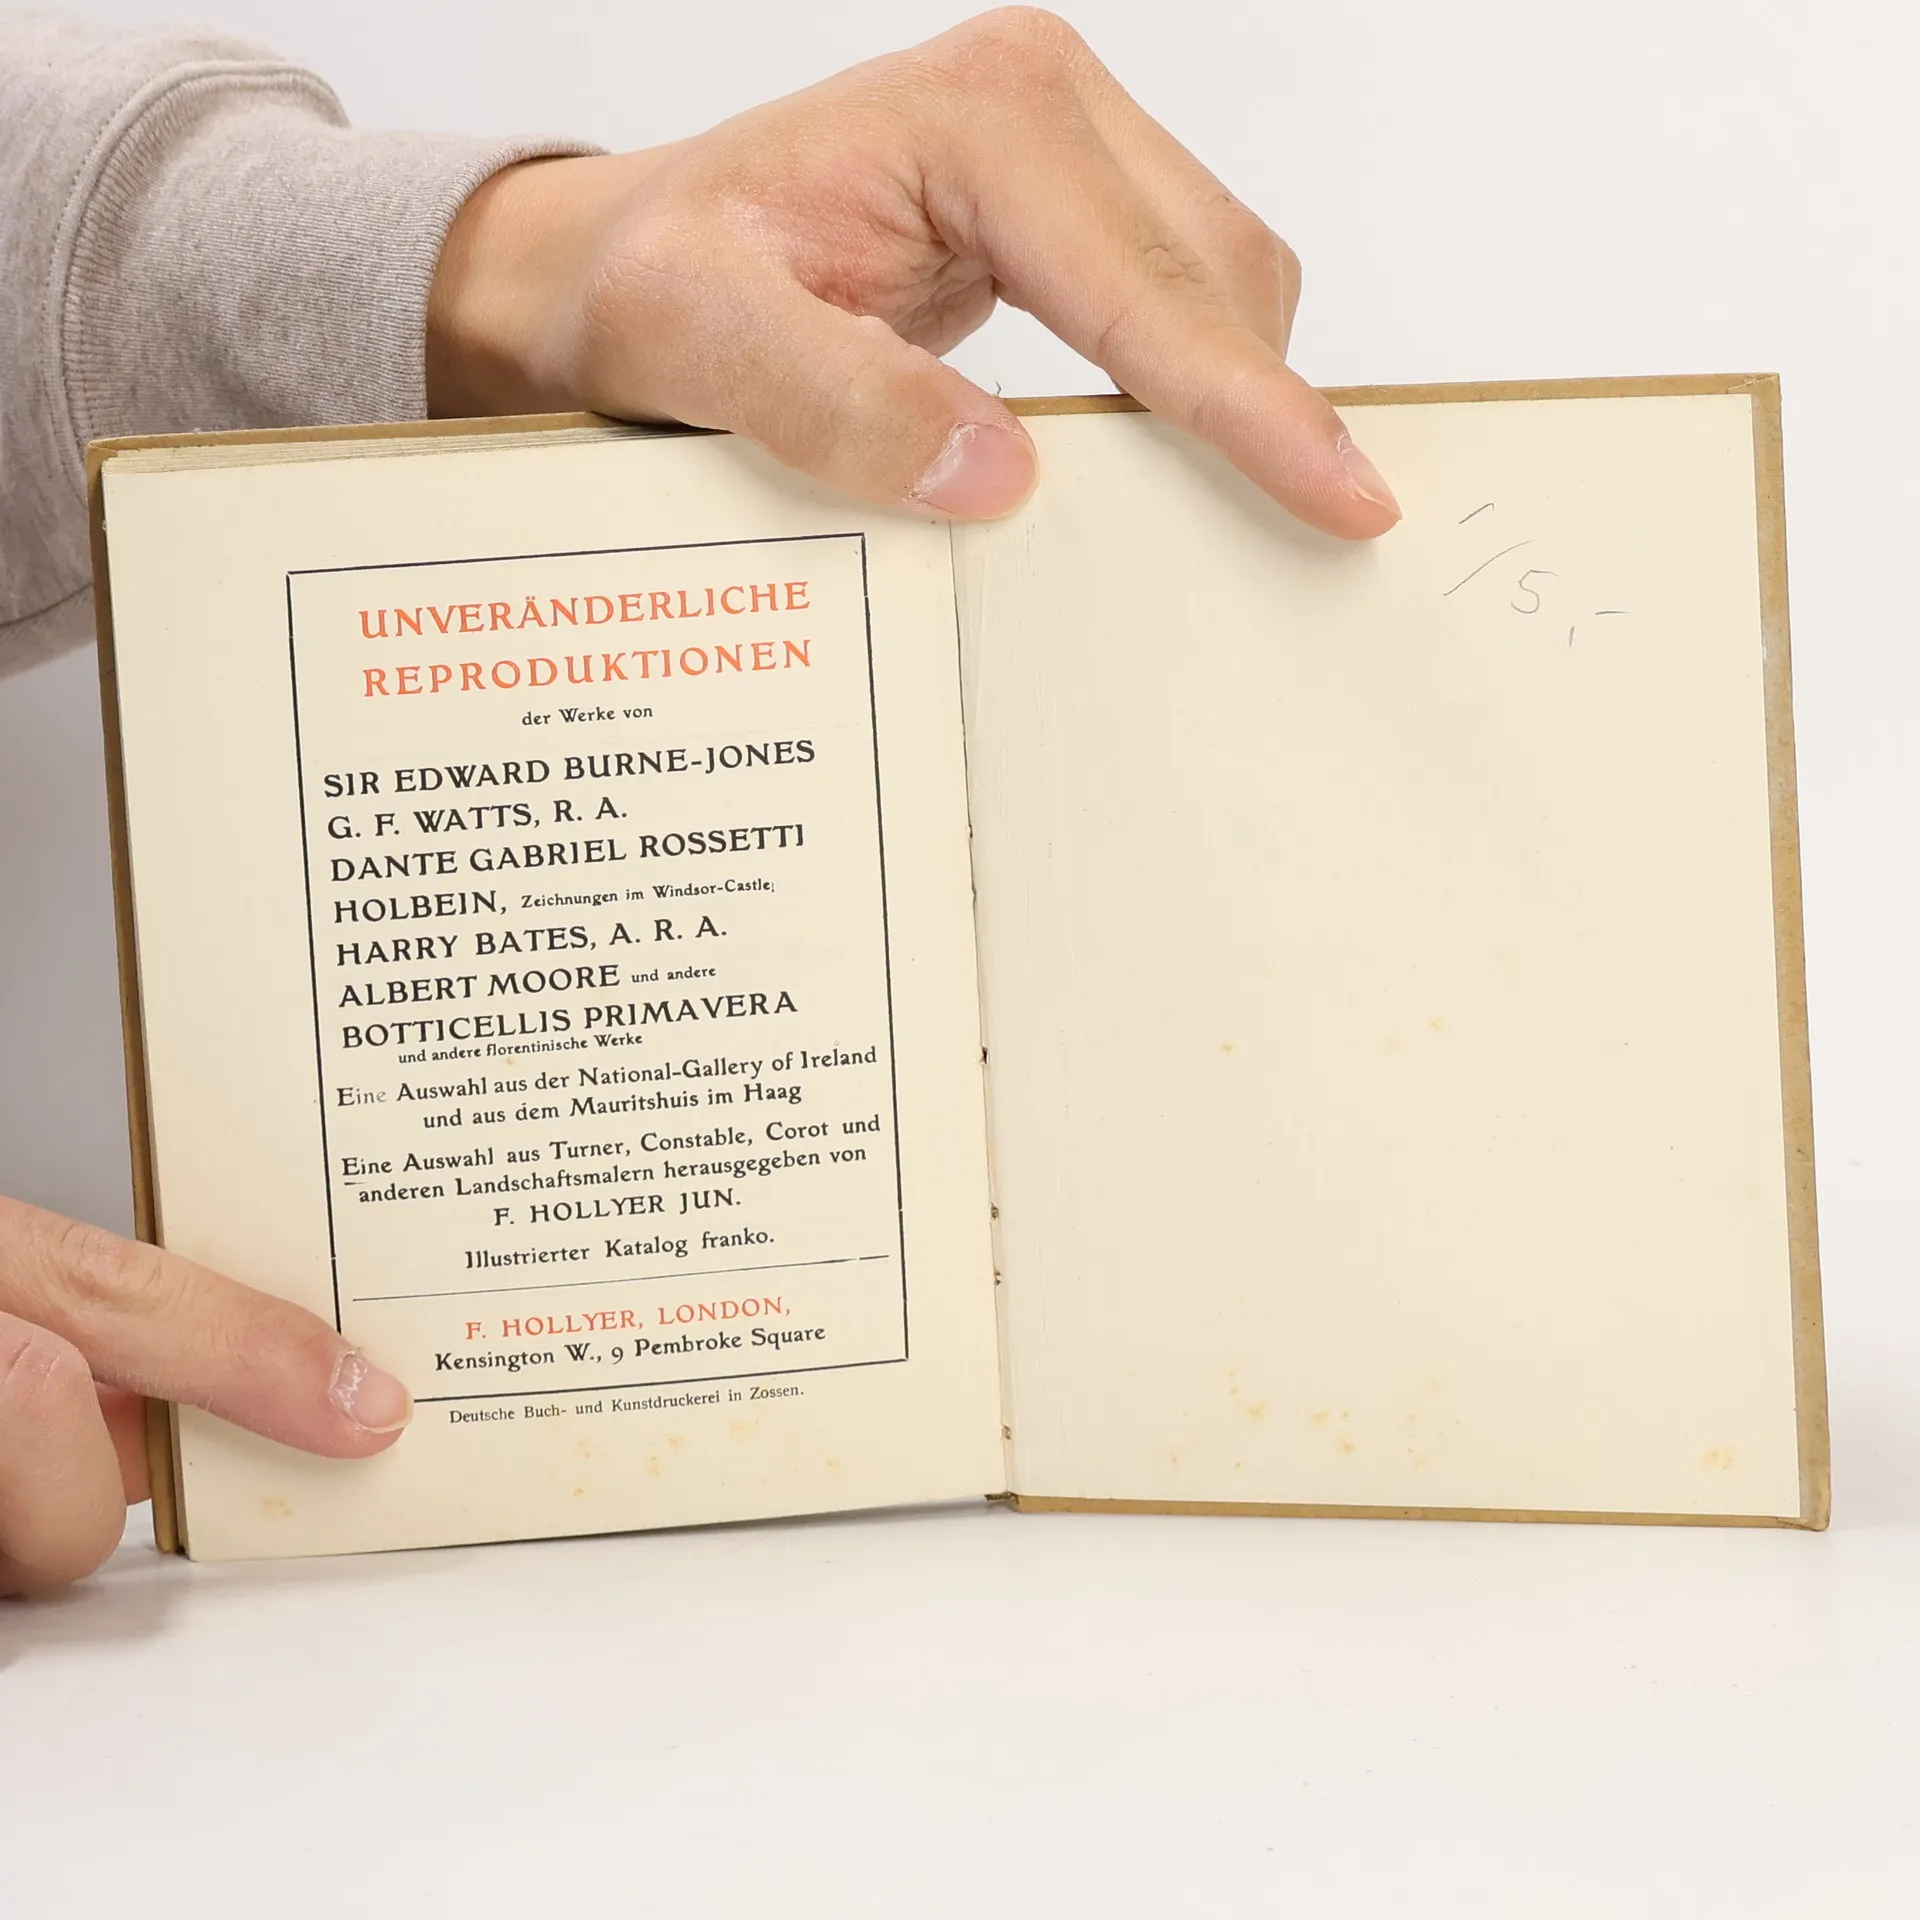 UNVERÄNDERLICHE
REPRODUKTIONEN
der Werke von
SIR EDWARD BURNE-JONES
G. F. WATTS, R. A.
DANTE GABRIEL ROSSETTI
HOLBEIN, Zeichnungen im Windsor-Castle;
HARRY BATES, A. R. A.
ALBERT MOORE und andere
BOTTICELLIS PRIMAVERA
und andere florentinische Werke
Eine Auswahl aus der National-Gallery of Ireland
und aus dem Mauritshuis im Haag
Eine Auswahl aus Turner, Constable, Corot und
anderen Landschaftsmalern herausgegeben von
F. HOLLYER JUN.
Illustrierter Katalog franko.
F. HOLLYER, LONDON,
Kensington W., 9 Pembroke Square
Deutsche Buch- und Kunstdruckerei in Zossen.
5,-